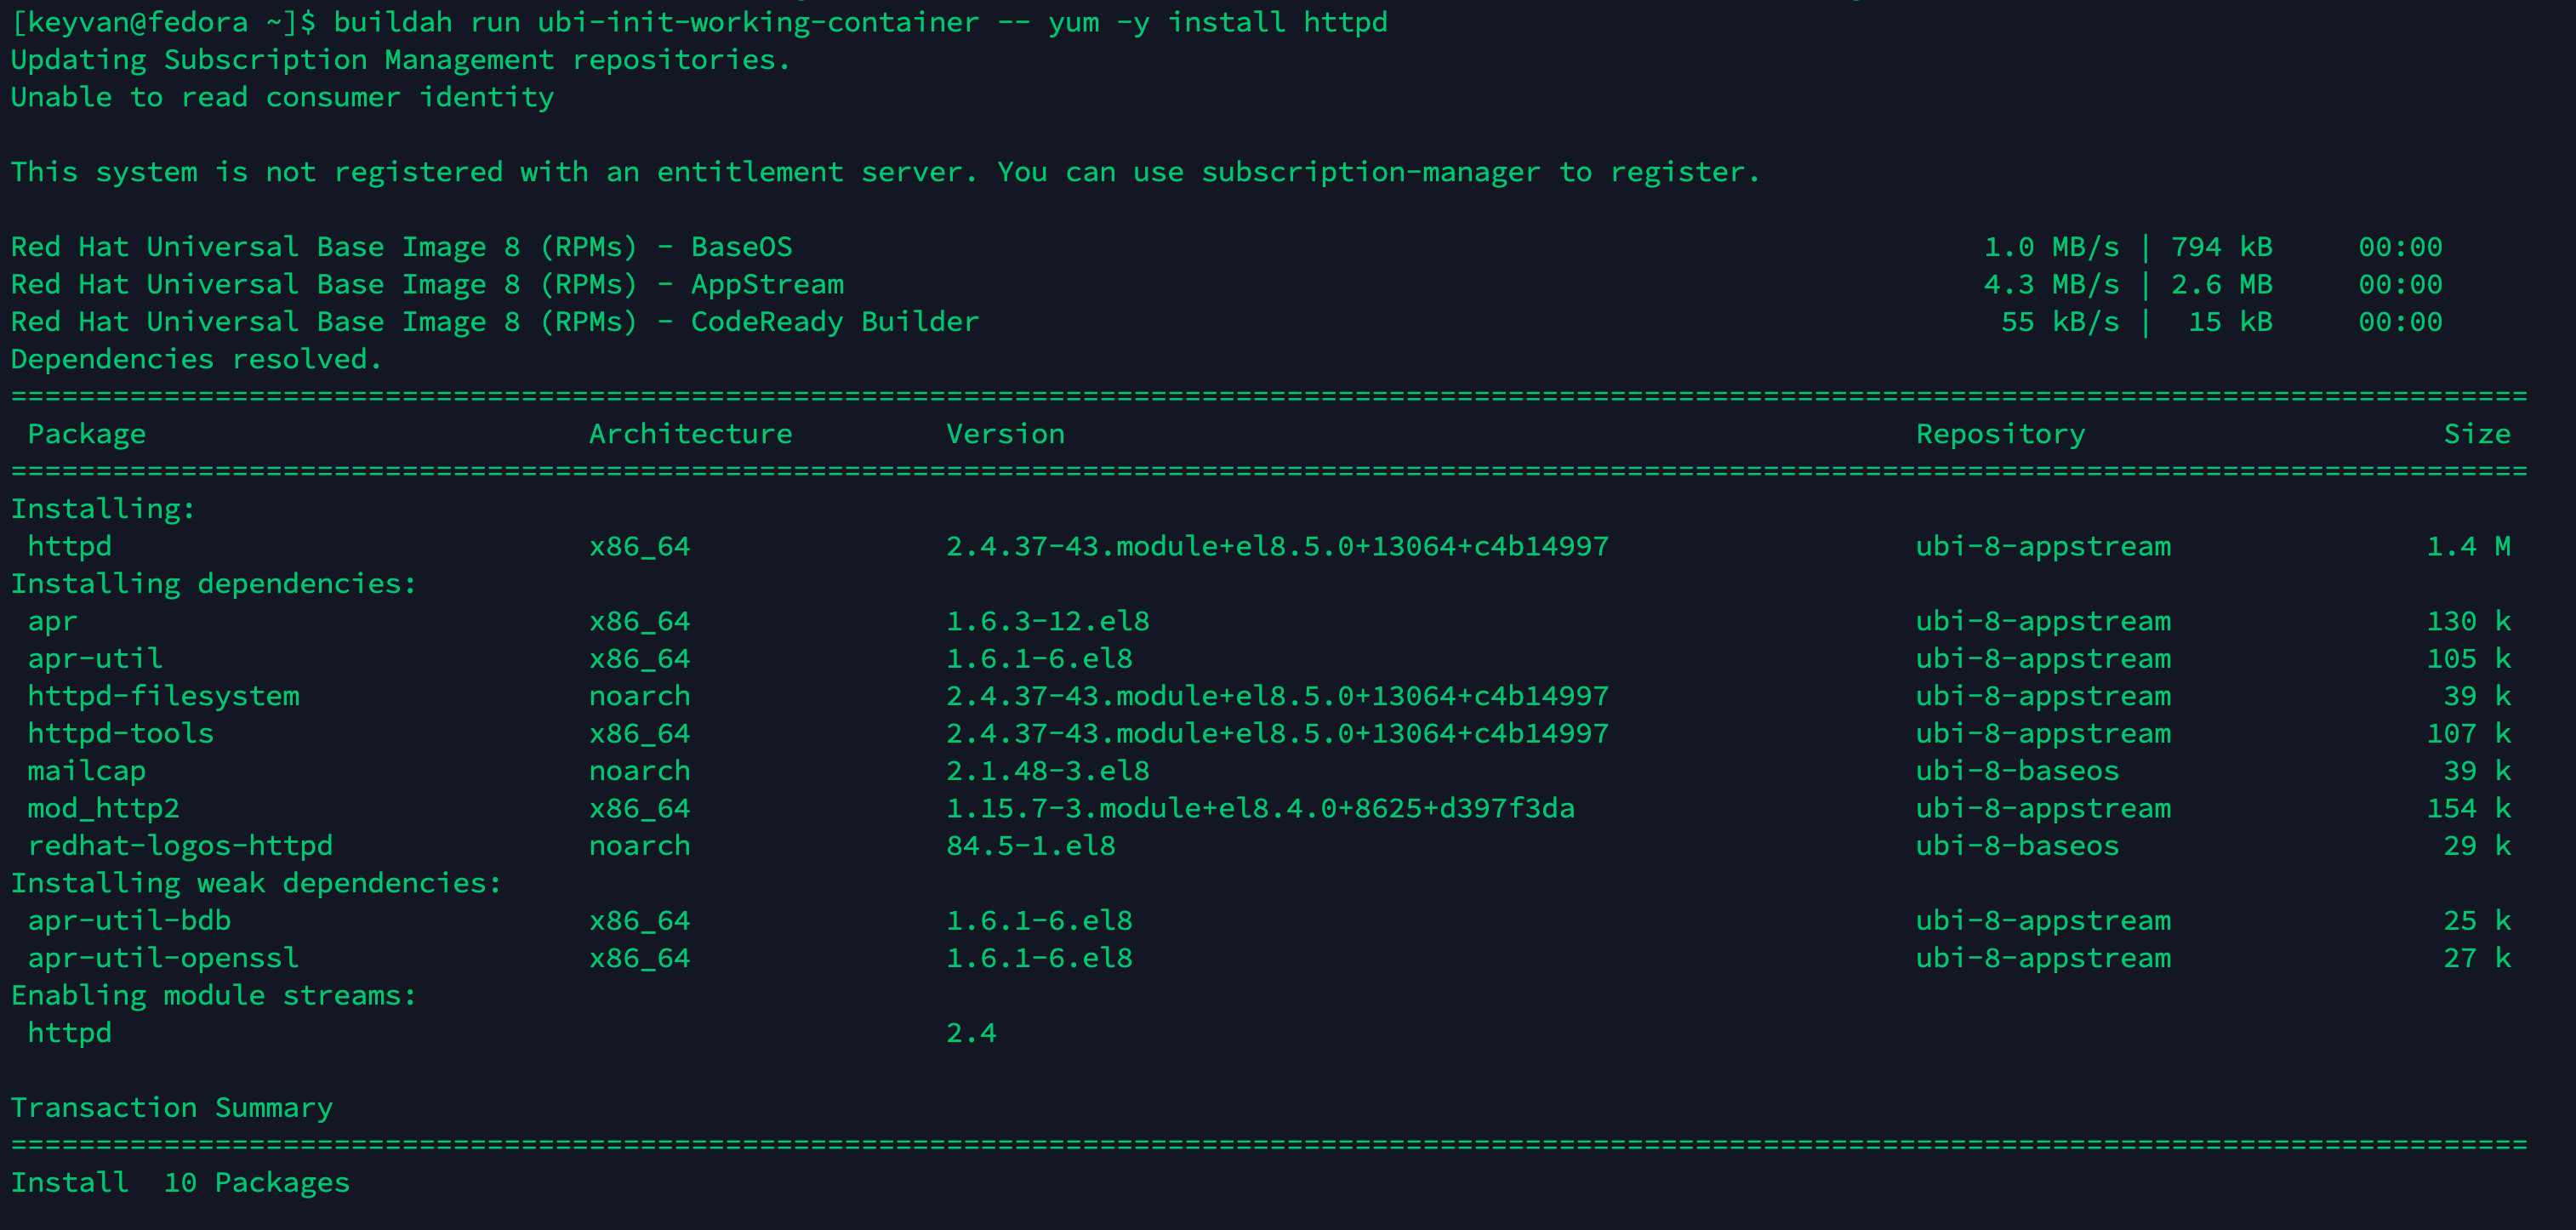 [keyvan@fedora ~]$ buildah run ubi-init-working-container -- yum -y install httpd
Updating Subscription Management repositories.
Unable to read consumer identity
This system is not registered with an entitlement server. You can use subscription-manager to register.
Red Hat Universal Base Image 8 (RPMs) - BaseOS 1.0 MB/s | 794 kB 00:00
Red Hat Universal Base Image 8 (RPMs) - AppStream 4.3 MB/s | 2.6 MB 00:00
Red Hat Universal Base Image 8 (RPMs) - CodeReady Builder 55 kB/s | 15 kB 00:00
Dependencies resolved.
====================================================================================================================================================
Package Architecture Version Repository Size
====================================================================================================================================================
Installing:
httpd x86_64 2.4.37-43.module+el8.5.0+13064+c4b14997 ubi-8-appstream 1.4 M
Installing dependencies:
apr x86_64 1.6.3-12.el8 ubi-8-appstream 130 k
apr-util x86_64 1.6.1-6.el8 ubi-8-appstream 105 k
httpd-filesystem noarch 2.4.37-43.module+el8.5.0+13064+c4b14997 ubi-8-appstream 39 k
httpd-tools x86_64 2.4.37-43.module+el8.5.0+13064+c4b14997 ubi-8-appstream 107 k
mailcap noarch 2.1.48-3.el8 ubi-8-baseos 39 k
mod_http2 x86_64 1.15.7-3.module+el8.4.0+8625+d397f3da ubi-8-appstream 154 k
redhat-logos-httpd noarch 84.5-1.el8 ubi-8-baseos 29 k
Installing weak dependencies:
apr-util-bdb x86_64 1.6.1-6.el8 ubi-8-appstream 25 k
apr-util-openssl x86_64 1.6.1-6.el8 ubi-8-appstream 27 k
Enabling module streams:
httpd 2.4
Transaction Summary
====================================================================================================================================================
Install 10 Packages